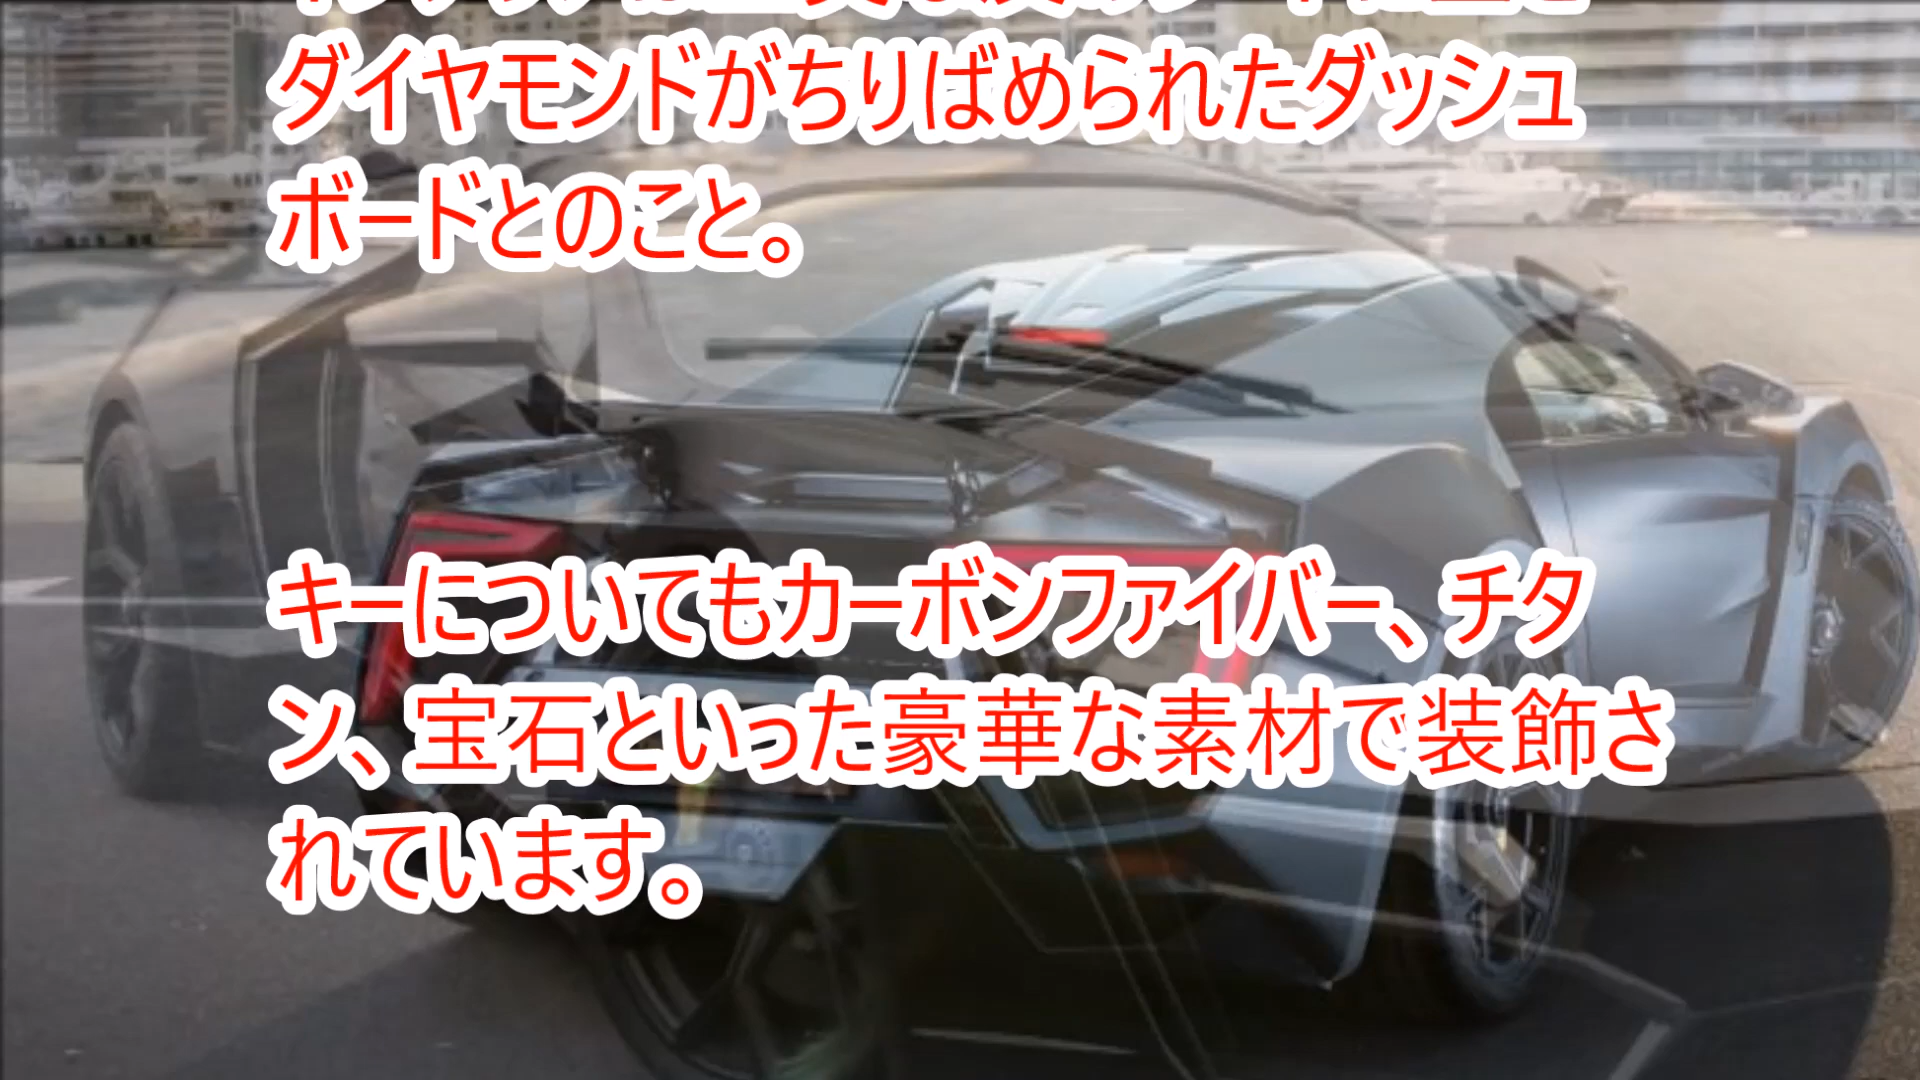 ダイヤモンドがちりばめられたダッシュ
ボードとのこと。
キーについてもカーボンファイバー、チタ
ン、宝石といった豪華な素材で装飾さ
れています。